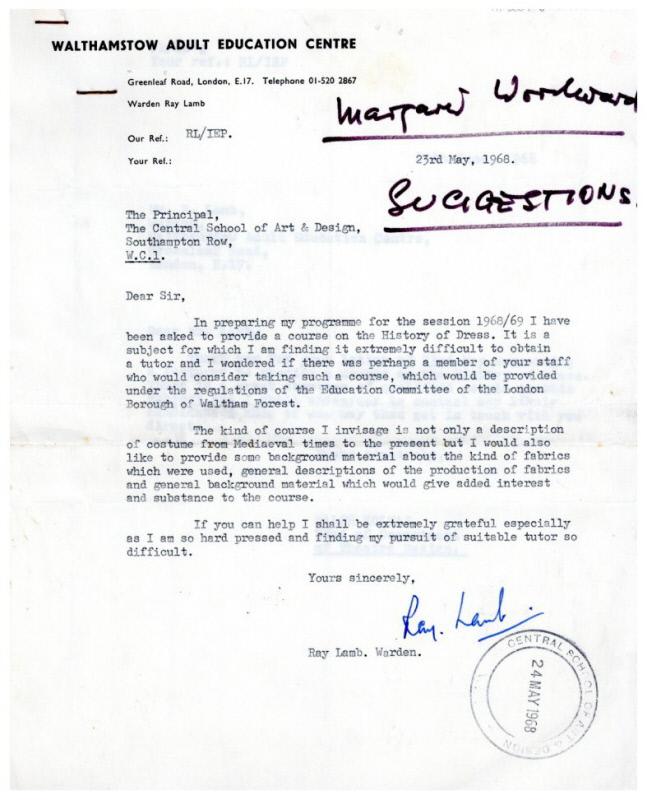 WALTHAMSTOW ADULT EDUCATION CENTRE
Greenleaf Road, London, E.17. Telephone 01-520 2867
Warden Ray Lamb
Margaret Woodward
Our Ref.: RL/IEP.
Your Ref.:
23rd May, 1968.
SUGGESTIONS.
The Principal,
The Central School of Art & Design,
Southampton Row,
W.C.1.
Dear Sir,
In preparing my programme for the session 1968/69 I have
been asked to provide a course on the History of Dress. It is a
subject for which I am finding it extremely difficult to obtain
a tutor and I wondered if there was perhaps a member of your staff
who would consider taking such a course, which would be provided
under the regulations of the Education Committee of the London
Borough of Waltham Forest.
The kind of course I invisage is not only a description
of costume from Mediaeval times to the present but I would also
like to provide some background material about the kind of fabrics
which were used, general descriptions of the production of fabrics
and general background material which would give added interest
and substance to the course.
If you can help I shall be extremely grateful especially
as I am so hard pressed and finding my pursuit of suitable tutor so
difficult.
Yours sincerely,
Ray. Lamb.
Ray Lamb. Warden.
CENTRAL SCHOOL OF ART & DESIGN
24 MAY 1968